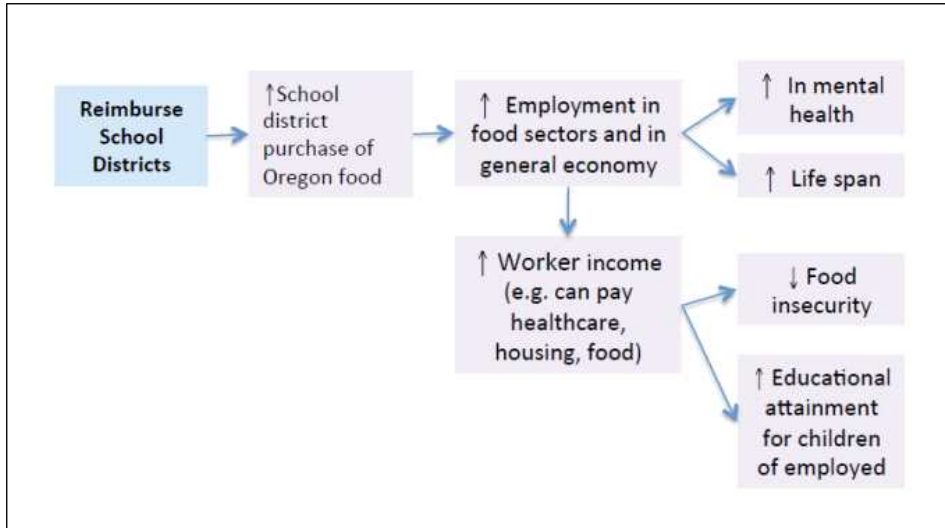 Reimburse
School
Districts
↑School
district
purchase of
Oregon food
↑ Employment in
food sectors and in
general economy
↑ In mental
health
↑ Life span
↑ Worker income
(e.g. can pay
healthcare,
housing, food)
↓ Food
insecurity
↑ Educational
attainment
for children
of employed